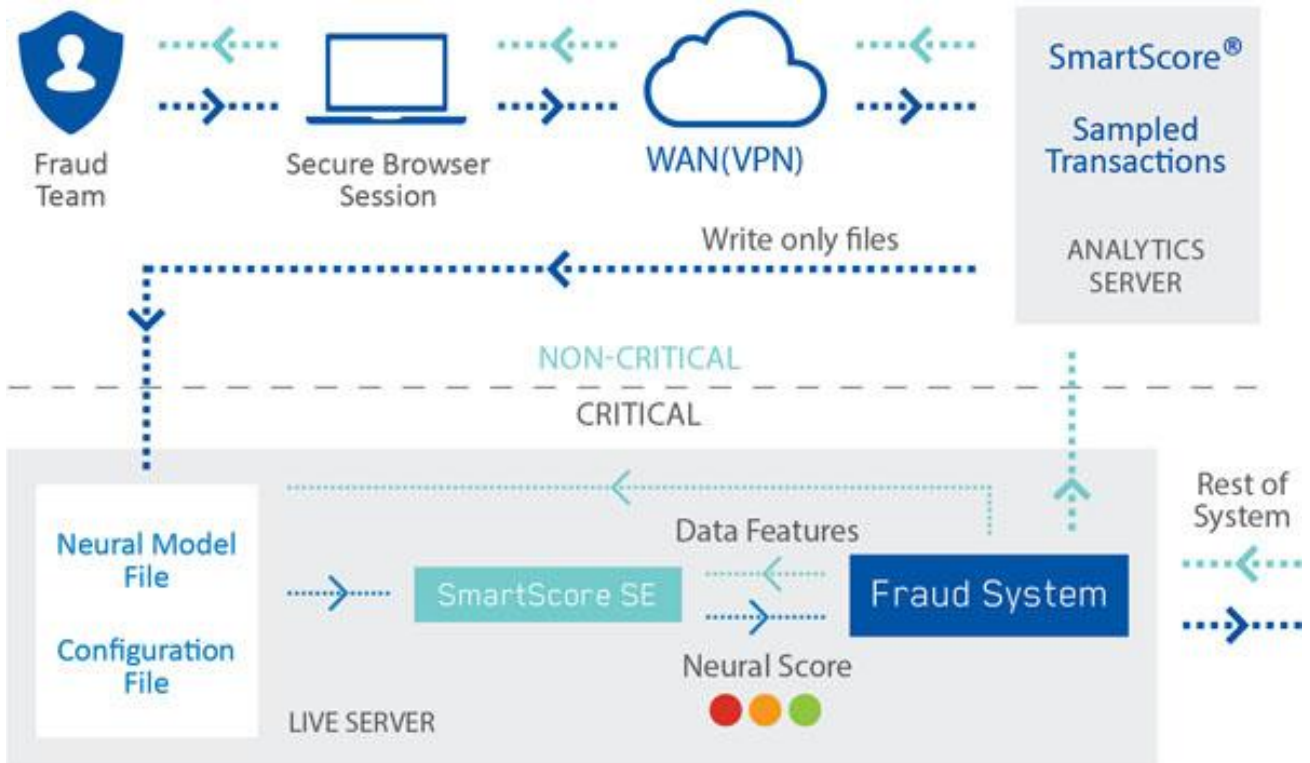 Fraud
Team
Secure Browser
Session
WAN(VPN)
SmartScore®
Sampled
Transactions
ANALYTICS
SERVER
Write only files
NON-CRITICAL
CRITICAL
Neural Model
File
Configuration
File
LIVE SERVER
SmartScore SE
Data Features
Neural Score
Fraud System
Rest of
System